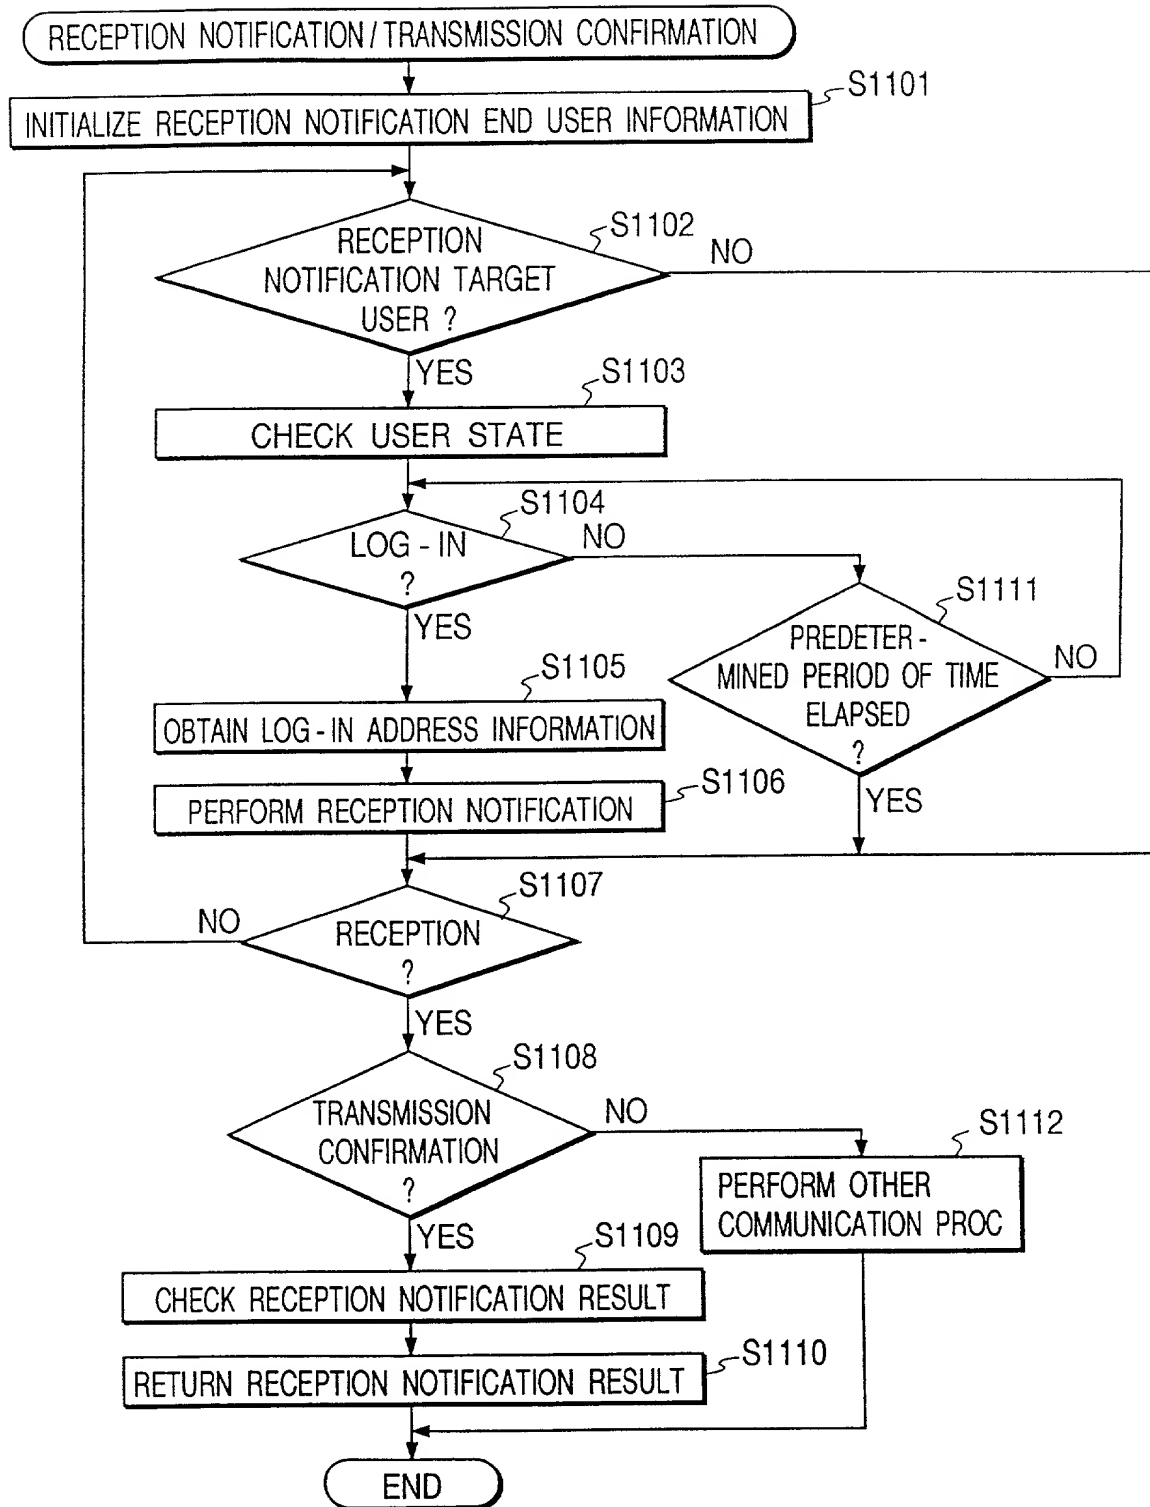 RECEPTION NOTIFICATION / TRANSMISSION CONFIRMATION
S1101
INITIALIZE RECEPTION NOTIFICATION END USER INFORMATION
S1102
RECEPTION
NOTIFICATION TARGET
USER ?
NO
YES
S1103
CHECK USER STATE
S1104
LOG - IN
?
NO
YES
S1111
PREDETER -
MINED PERIOD OF TIME
ELAPSED
?
NO
YES
S1105
OBTAIN LOG - IN ADDRESS INFORMATION
S1106
PERFORM RECEPTION NOTIFICATION
S1107
RECEPTION
?
NO
YES
S1108
TRANSMISSION
CONFIRMATION
?
NO
YES
S1112
PERFORM OTHER
COMMUNICATION PROC
S1109
CHECK RECEPTION NOTIFICATION RESULT
S1110
RETURN RECEPTION NOTIFICATION RESULT
END